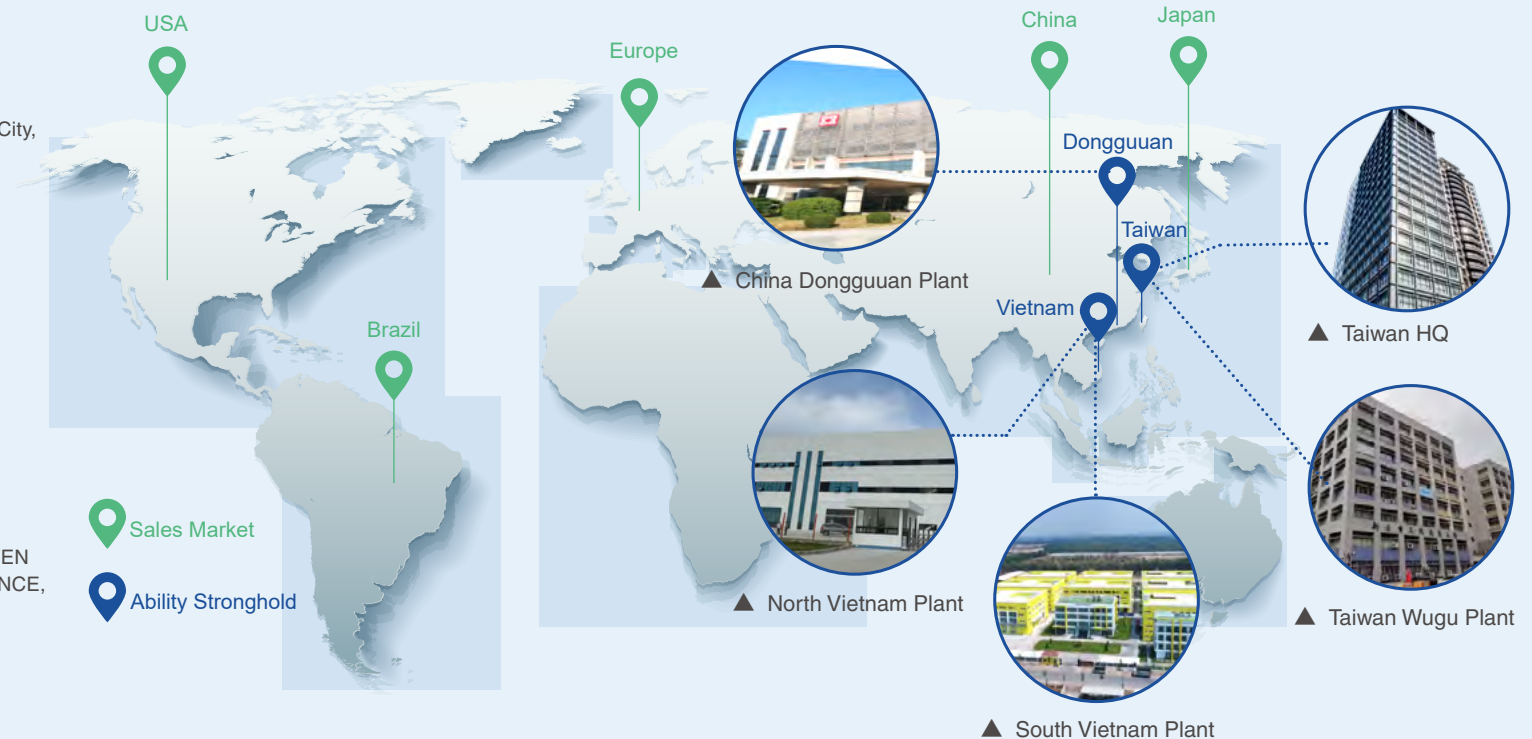 USA
Europe
China
Japan
City,
Dongguuan
Taiwan
China Dongguuan Plant
Vietnam
Brazil
Taiwan HQ
Sales Market
EN
NCE,
Ability Stronghold
North Vietnam Plant
Taiwan Wugu Plant
South Vietnam Plant